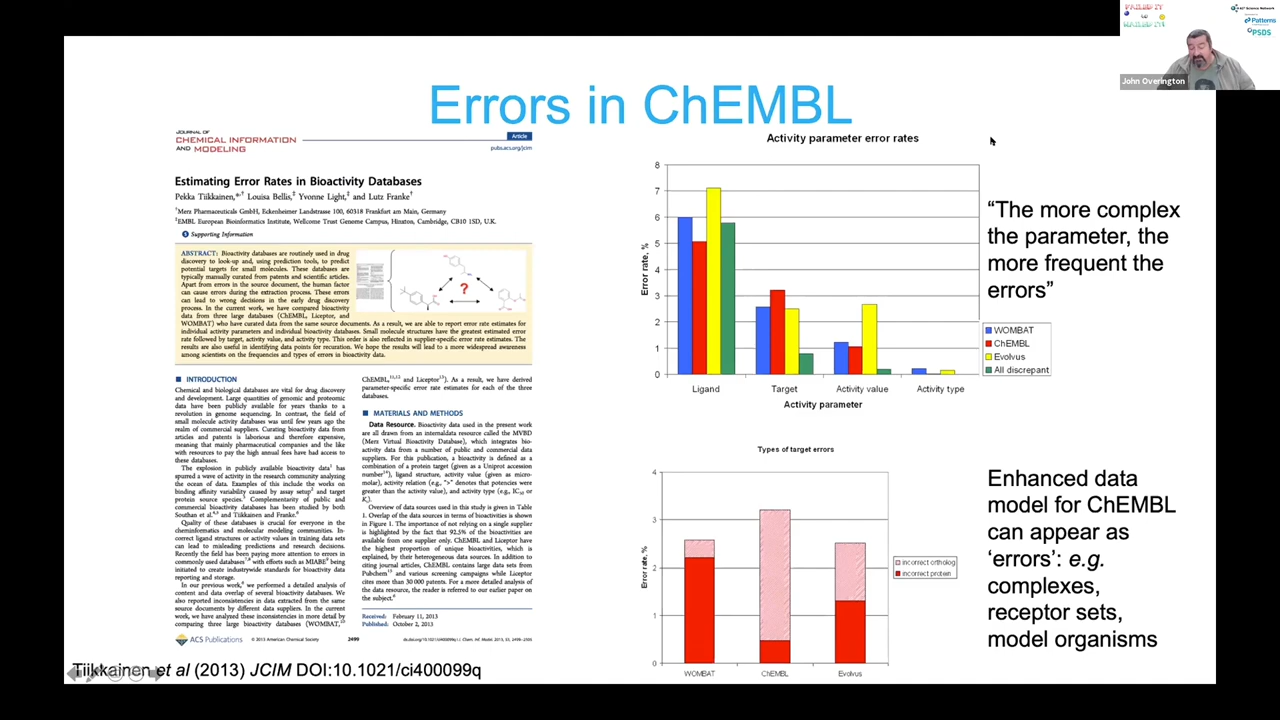 FAILED IT
to
NAILED IT!
AI3 Science Network
Patterns
PSDS
John Overington
Errors in ChEMBL
JOURNAL OF
CHEMICAL INFORMATION
AND MODELING
Article
pubs.acs.org/jcim
Estimating Error Rates in Bioactivity Databases
Pekka Tiikkainen,*,† Louisa Bellis,‡ Yvonne Light,‡ and Lutz Franke†
†Merz Pharmaceuticals GmbH, Eckenheimer Landstrasse 100, 60318 Frankfurt am Main, Germany
‡EMBL European Bioinformatics Institute, Wellcome Trust Genome Campus, Hinxton, Cambridge, CB10 1SD, U.K.
Supporting Information
ABSTRACT: Bioactivity databases are routinely used in drug
discovery to look-up and, using prediction tools, to predict
potential targets for small molecules. These databases are
typically manually curated from patents and scientific articles.
Apart from errors in the source document, the human factor
can cause errors during the extraction process. These errors
can lead to wrong decisions in the early drug discovery
process. In the current work, we have compared bioactivity
data from three large databases (ChEMBL, Liceptor, and
WOMBAT) who have curated data from the same source documents. As a result, we are able to report error rate estimates for
individual activity parameters and individual bioactivity databases. Small molecule structures have the greatest estimated error
rate followed by target, activity value, and activity type. This order is also reflected in supplier-specific error rate estimates. The
results are also useful in identifying data points for recuration. We hope the results will lead to a more widespread awareness
among scientists on the frequencies and types of errors in bioactivity data.
?
INTRODUCTION
Chemical and biological databases are vital for drug discovery
and development. Large quantities of genomic and proteomic
data have been publicly available for years thanks to a
revolution in genome sequencing. In contrast, the field of
small molecule activity databases was until few years ago the
realm of commercial suppliers. Curating bioactivity data from
articles and patents is laborious and therefore expensive,
meaning that mainly pharmaceutical companies and the like
with resources to pay the high annual fees have had access to
these databases.
The explosion in publicly available bioactivity data1 has
spurred a wave of activity in the research community analyzing
the ocean of data. Examples of this include the works on
binding affinity variability caused by assay setup2 and target
protein source species.3 Complementarity of public and
commercial bioactivity databases has been studied by both
Southan et al.4,5 and Tiikkainen and Franke.6
Quality of these databases is crucial for everyone in the
cheminformatics and molecular modeling communities. In-
correct ligand structures or activity values in training data sets
can lead to misleading predictions and research decisions.
Recently the field has been paying more attention to errors in
commonly used databases7,8 with efforts such as MIABE9 being
initiated to create industrywide standards for bioactivity data
reporting and storage.
In our previous work,6 we performed a detailed analysis of
content and data overlap of several bioactivity databases. We
also reported inconsistencies in data extracted from the same
source documents by different data suppliers. In the current
work, we have analyzed these inconsistencies in more detail by
comparing three large bioactivity databases (WOMBAT,10
ChEMBL,11,12 and Liceptor13). As a result, we have derived
parameter-specific error rate estimates for each of the three
databases.
MATERIALS AND METHODS
Data Resource. Bioactivity data used in the present work
are all drawn from an internaldata resource called the MVBD
(Merz Virtual Bioactivity Database), which integrates bio-
activity data from a number of public and commercial data
suppliers. For this publication, a bioactivity is defined as a
combination of a protein target (given as a Uniprot accession
number14), ligand structure, activity value (given as micro-
molar), activity relation (e.g., ">" denotes that potencies were
greater than the activity value), and activity type (e.g., IC50 or
Ki).
Overview of data sources used in this study is given in Table
1. Overlap of the data sources in terms of bioactivities is shown
in Figure 1. The importance of not relying on a single supplier
is highlighted by the fact that 92.5% of the bioactivities are
available from one supplier only. ChEMBL and Liceptor have
the highest proportion of unique bioactivities, which is
explained, by their heterogeneous data sources. In addition to
citing journal articles, ChEMBL contains large data sets from
Pubchem15 and various screening campaigns while Liceptor
cites more than 30 000 patents. For a more detailed analysis of
the data resource, the reader is referred to our earlier paper on
the subject.6
Received: February 11, 2013
Published: October 2, 2013
ACS Publications
© 2013 American Chemical Society
2499
Tiikkainen et al (2013) JCIM DOI:10.1021/ci400099q
Activity parameter error rates
8
7
6
5
4
3
2
1
0
Error rate, %
Ligand
Target
Activity value
Activity type
Activity parameter
WOMBAT
ChEMBL
Evolvus
All discrepant
Types of target errors
4
3
2
1
0
Error rate, %
WOMBAT
ChEMBL
Evolvus
incorrect ortholog
incorrect protein
“The more complex
the parameter, the
more frequent the
errors”
Enhanced data
model for ChEMBL
can appear as
‘errors’: e.g.
complexes,
receptor sets,
model organisms